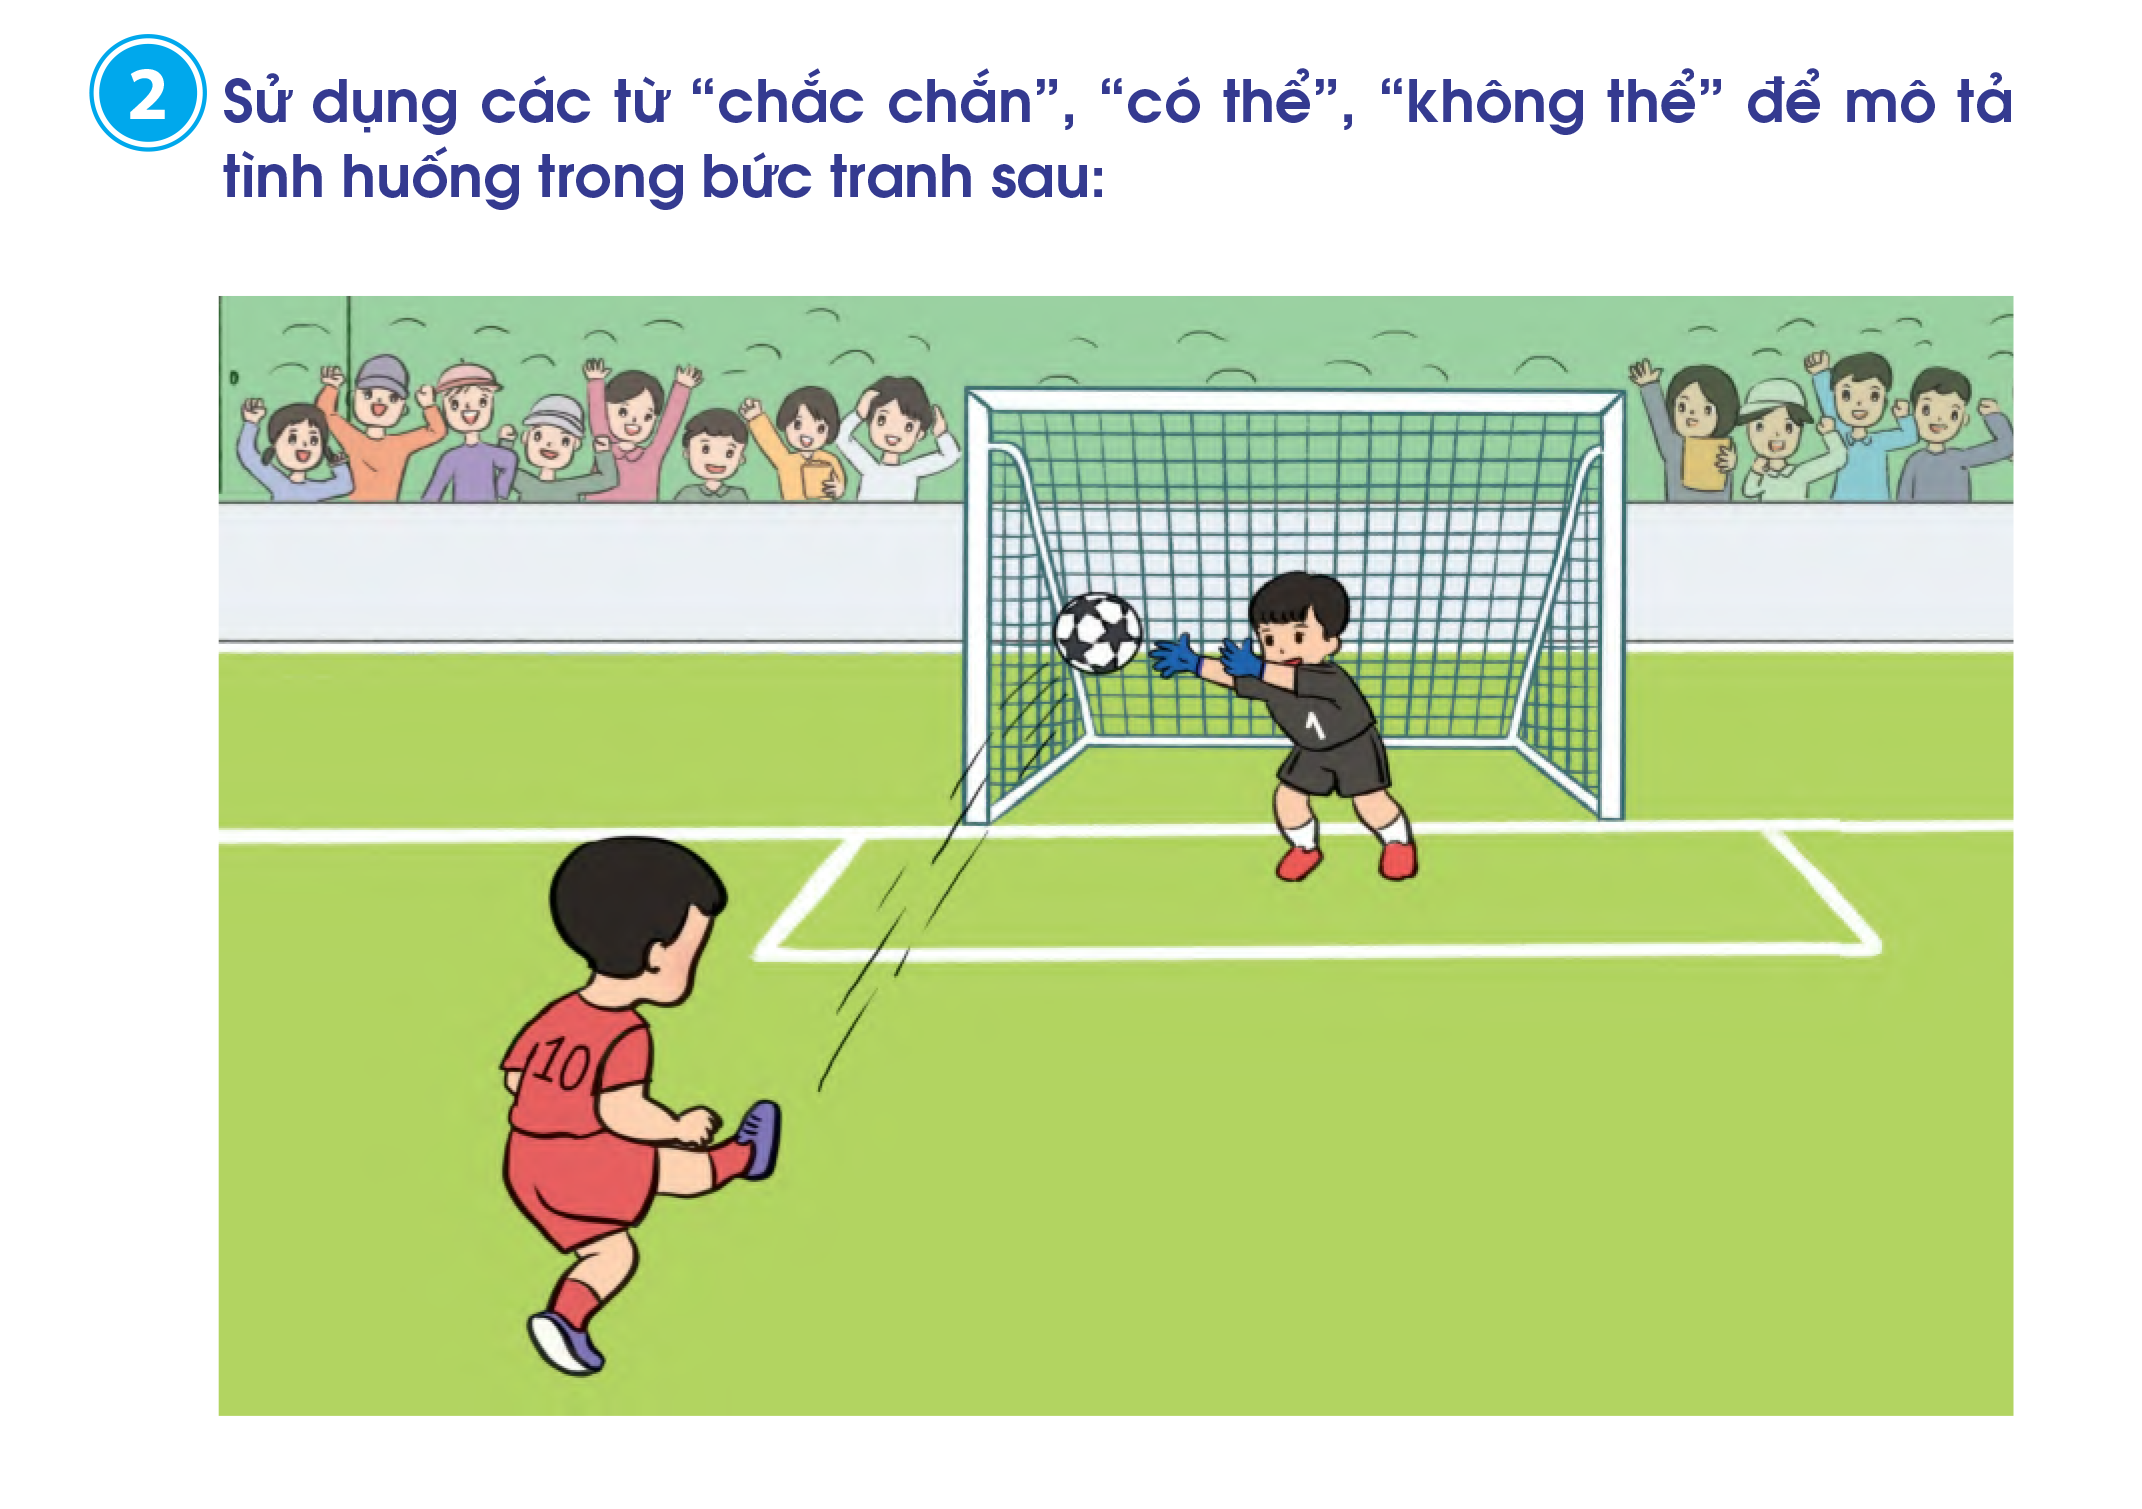 2
Sử dụng các từ “chắc chắn”, “có thể”, “không thể” để mô tả
tình huống trong bức tranh sau:
1
10